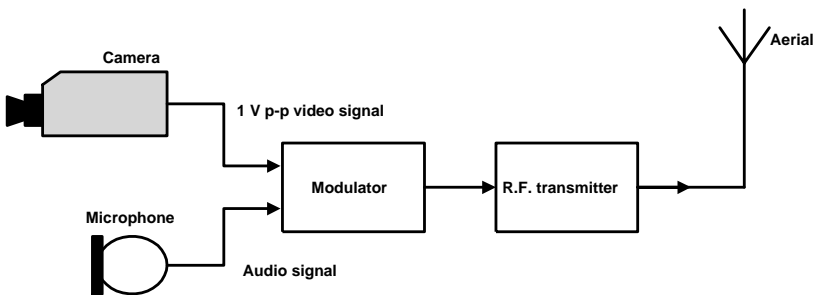 Camera
Aerial
1 V p-p video signal
Modulator
R.F. transmitter
Microphone
Audio signal